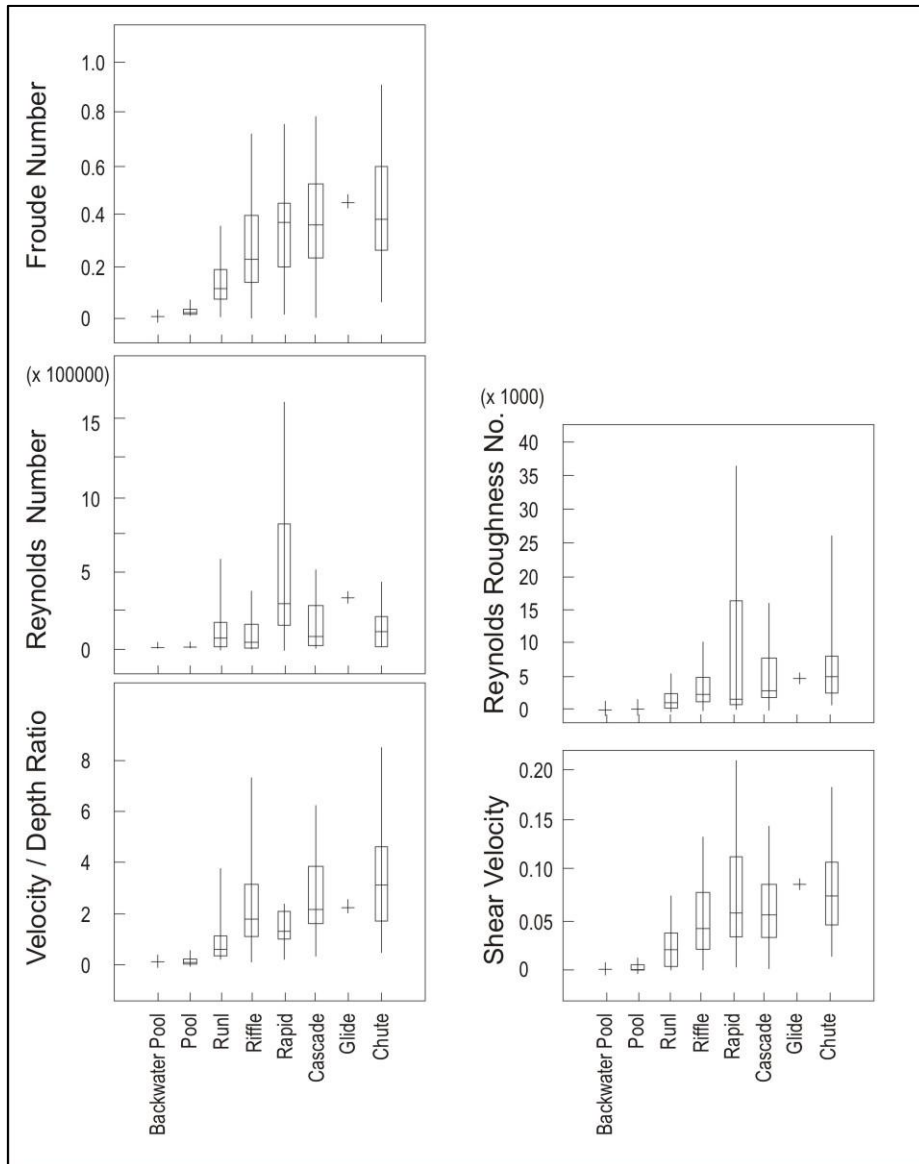 Froude Number
1.0
0.8
0.6
0.4
0.2
0
(x 100000)
Reynolds Number
15
10
5
0
Velocity / Depth Ratio
8
6
4
2
0
Backwater Pool
Pool
Runl
Riffle
Rapid
Cascade
Glide
Chute
(x 1000)
Reynolds Roughness No.
40
35
30
25
20
15
10
5
0
Shear Velocity
0.20
0.10
0.05
0
Backwater Pool
Pool
Runl
Riffle
Rapid
Cascade
Glide
Chute